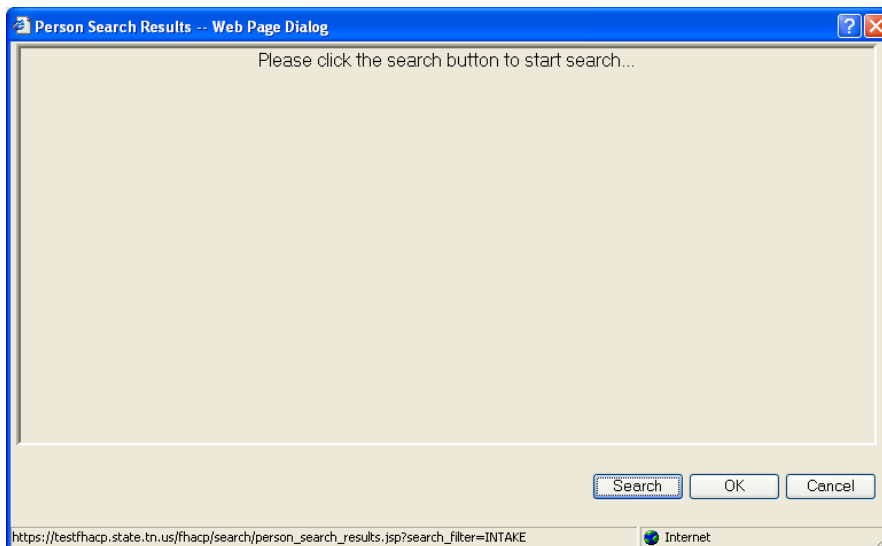 Person Search Results -- Web Page Dialog
Please click the search button to start search...
Search OK Cancel
https://testfhacp.state.tn.us/fhacp/search/person_search_results.jsp?search_filter=INTAKE Internet